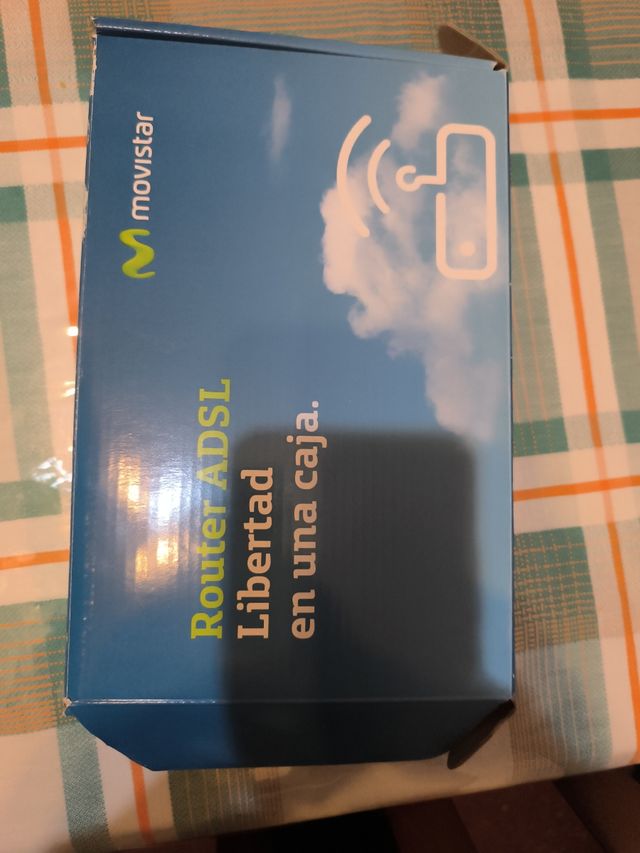 movistar
Router ADSL
Libertad
en una caja.